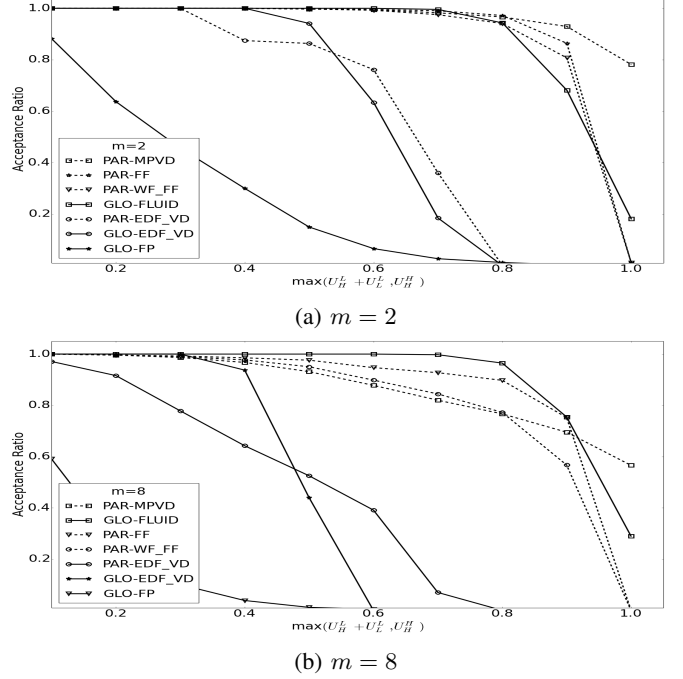 1.0
0.8
0.6
0.4
0.2
Acceptance Ratio
m=2
PAR-MPVD
PAR-FF
PAR-WF_FF
GLO-FLUID
PAR-EDF_VD
GLO-EDF_VD
GLO-FP
0.2 0.4 0.6 0.8 1.0
max(U_H^L +U_L^L ,U_H^H )
(a) m = 2
1.0
0.8
0.6
0.4
0.2
Acceptance Ratio
m=8
PAR-MPVD
GLO-FLUID
PAR-FF
PAR-WF_FF
PAR-EDF_VD
GLO-EDF_VD
GLO-FP
0.2 0.4 0.6 0.8 1.0
max(U_H^L +U_L^L ,U_H^H )
(b) m = 8